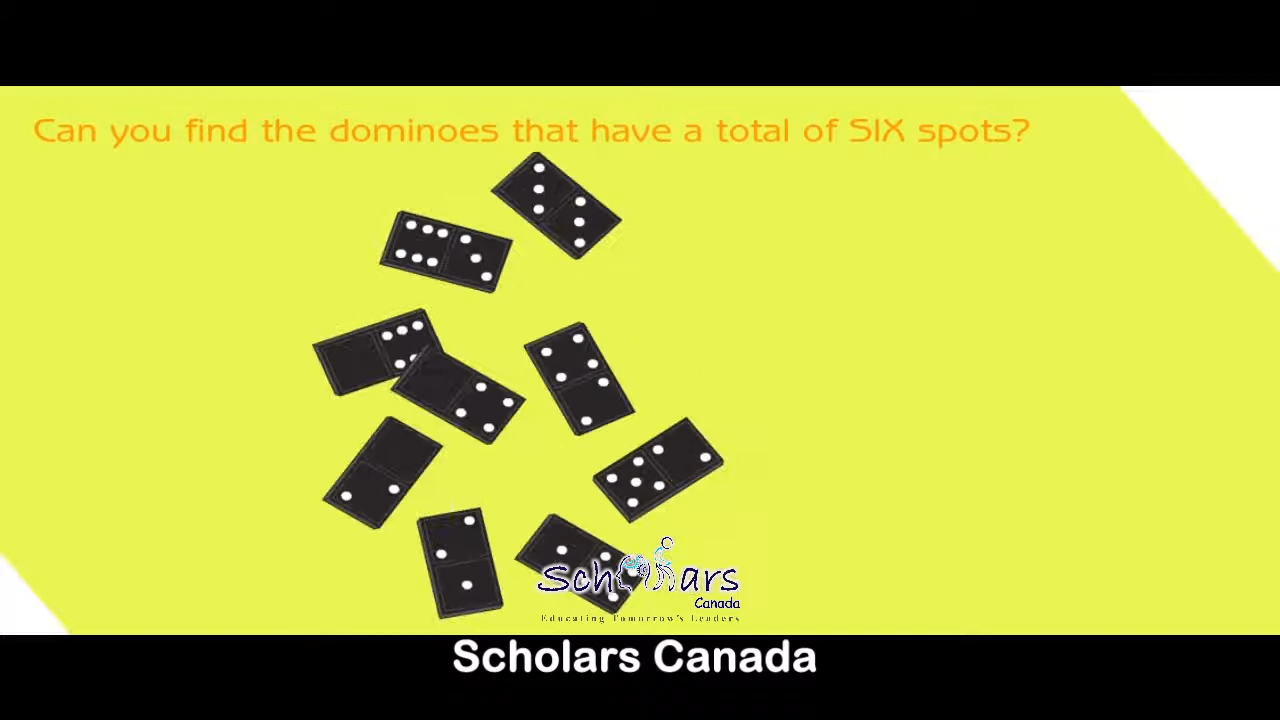 Can you find the dominoes that have a total of SIX spots?
Scholars
Canada
Educating Tomorrow's Leaders
Scholars Canada